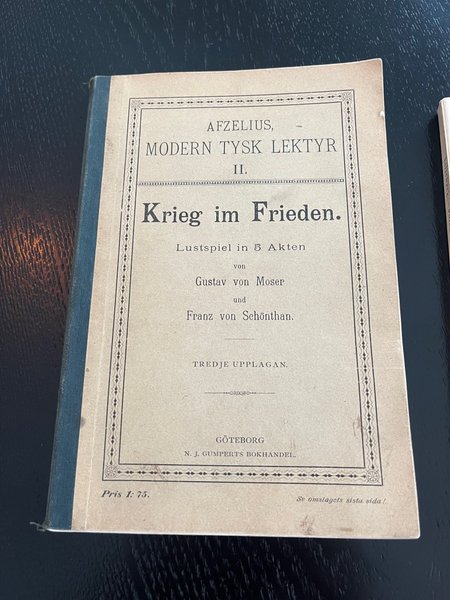 AFZELIUS,
MODERN TYSK LEKTYR
II.
Krieg im Frieden.
Lustspiel in 5 Akten
von
Gustav von Moser
und
Franz von Schönthan.
TREDJE UPPLAGAN.
GÖTEBORG
N. J. GUMPERTS BOKHANDEL.
Pris 1: 75.
Se omslagets sista sida!